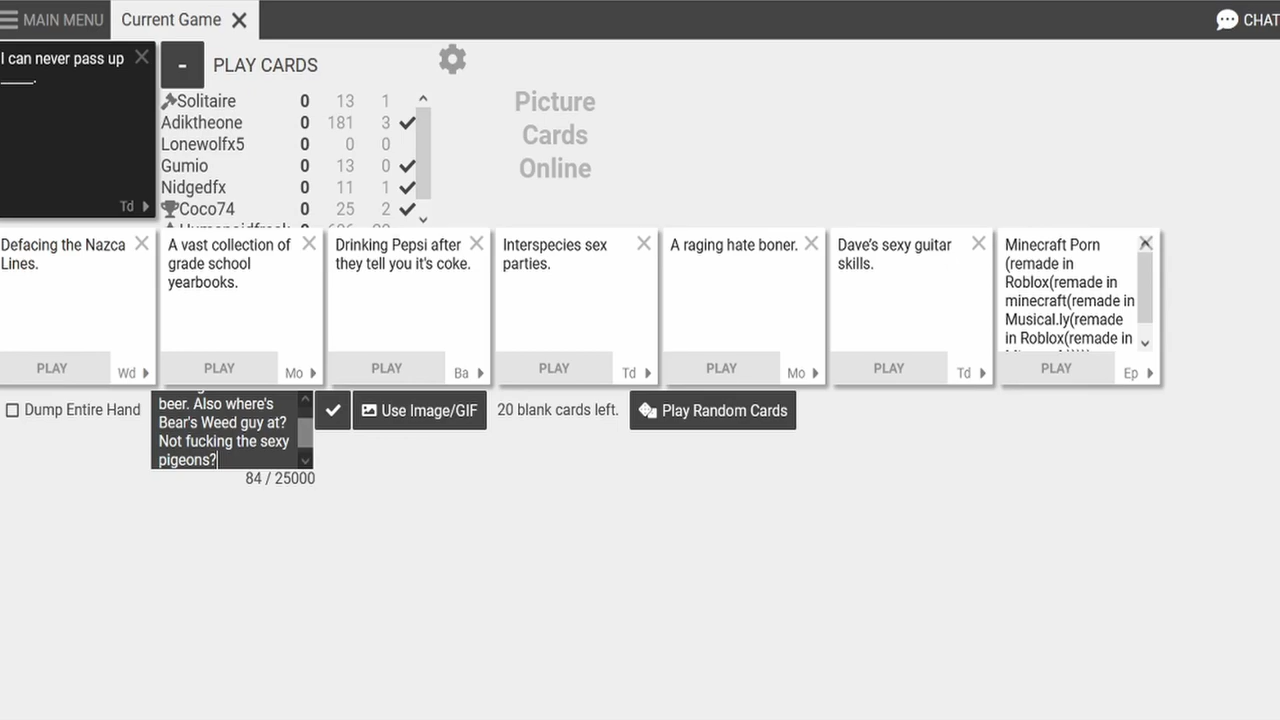 MAIN MENU
Current Game
CHAT
I can never pass up
____.
Td
-
PLAY CARDS
Solitaire 0 13 1
Adiktheone 0 181 3
Lonewolfx5 0 0 0
Gumio 0 13 0
Nidgedfx 0 11 1
Coco74 0 25 2
Picture
Cards
Online
Defacing the Nazca
Lines.
PLAY
Wd
A vast collection of
grade school
yearbooks.
PLAY
Mo
Drinking Pepsi after
they tell you it's coke.
PLAY
Ba
Interspecies sex
parties.
PLAY
Td
A raging hate boner.
PLAY
Mo
Dave's sexy guitar
skills.
PLAY
Td
Minecraft Porn
(remade in
Roblox(remade in
minecraft(remade in
Musical.ly(remade
in Roblox(remade in
PLAY
Ep
Dump Entire Hand
beer. Also where's
Bear's Weed guy at?
Not fucking the sexy
pigeons?
84 / 25000
Use Image/GIF
20 blank cards left.
Play Random Cards